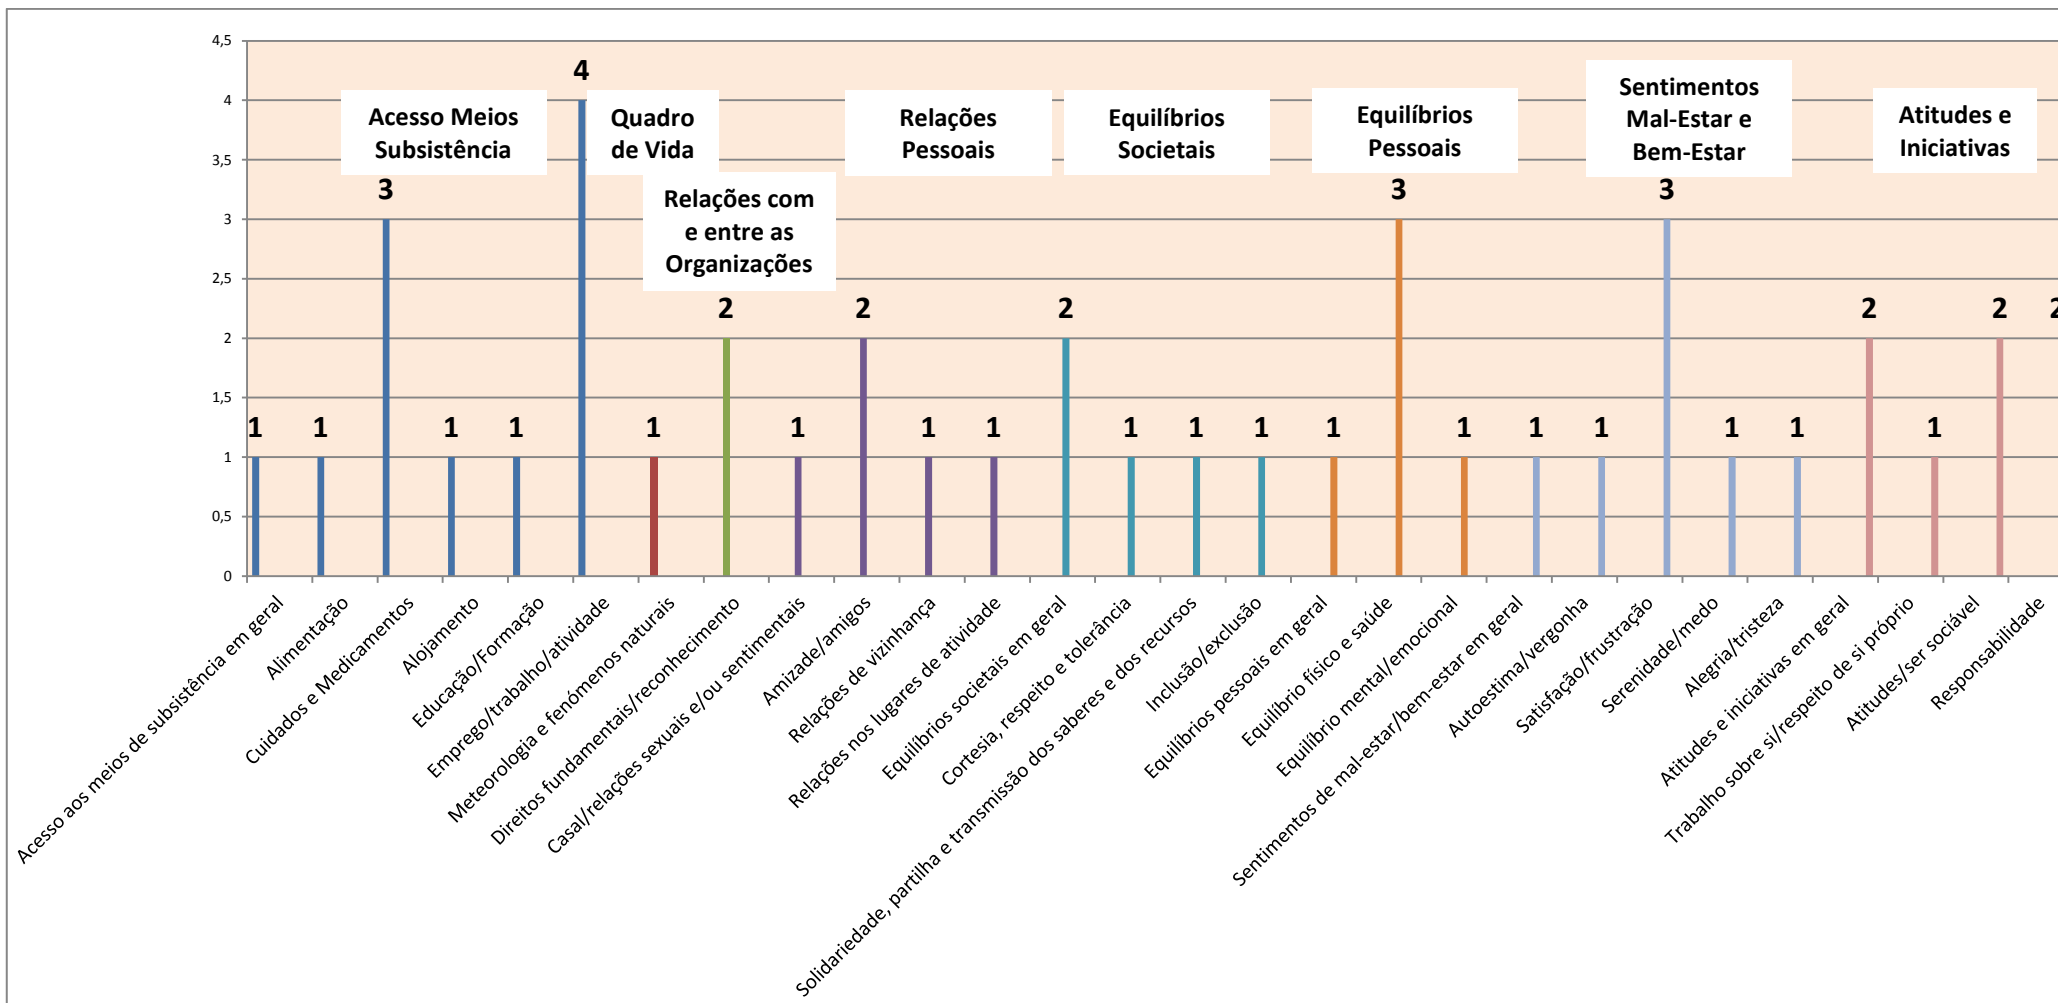 4,5
4
3,5
3
2,5
2
1,5
1
0,5
0
Acesso Meios
Subsistência
Quadro
de Vida
Relações com
e entre as
Organizações
Relações
Pessoais
Equilíbrios
Societais
Equilíbrios
Pessoais
Sentimentos
Mal-Estar e
Bem-Estar
Atitudes e
Iniciativas
1
1
3
1
1
4
1
2
1
2
1
1
2
1
1
1
1
3
1
1
1
3
1
1
2
1
2
2
Acesso aos meios de subsistência em geral
Alimentação
Cuidados e Medicamentos
Alojamento
Educação/Formação
Emprego/trabalho/atividade
Meteorologia e fenómenos naturais
Direitos fundamentais/reconhecimento
Casal/relações sexuais e/ou sentimentais
Amizade/amigos
Relações de vizinhança
Relações nos lugares de atividade
Equilíbrios societais em geral
Cortesia, respeito e tolerância
Solidariedade, partilha e transmissão dos saberes e dos recursos
Inclusão/exclusão
Equilíbrios pessoais em geral
Equilíbrio físico e saúde
Equilíbrio mental/emocional
Sentimentos de mal-estar/bem-estar em geral
Autoestima/vergonha
Satisfação/frustração
Serenidade/medo
Alegria/tristeza
Atitudes e iniciativas em geral
Trabalho sobre si/respeito de si próprio
Atitudes/ser sociável
Responsabilidade